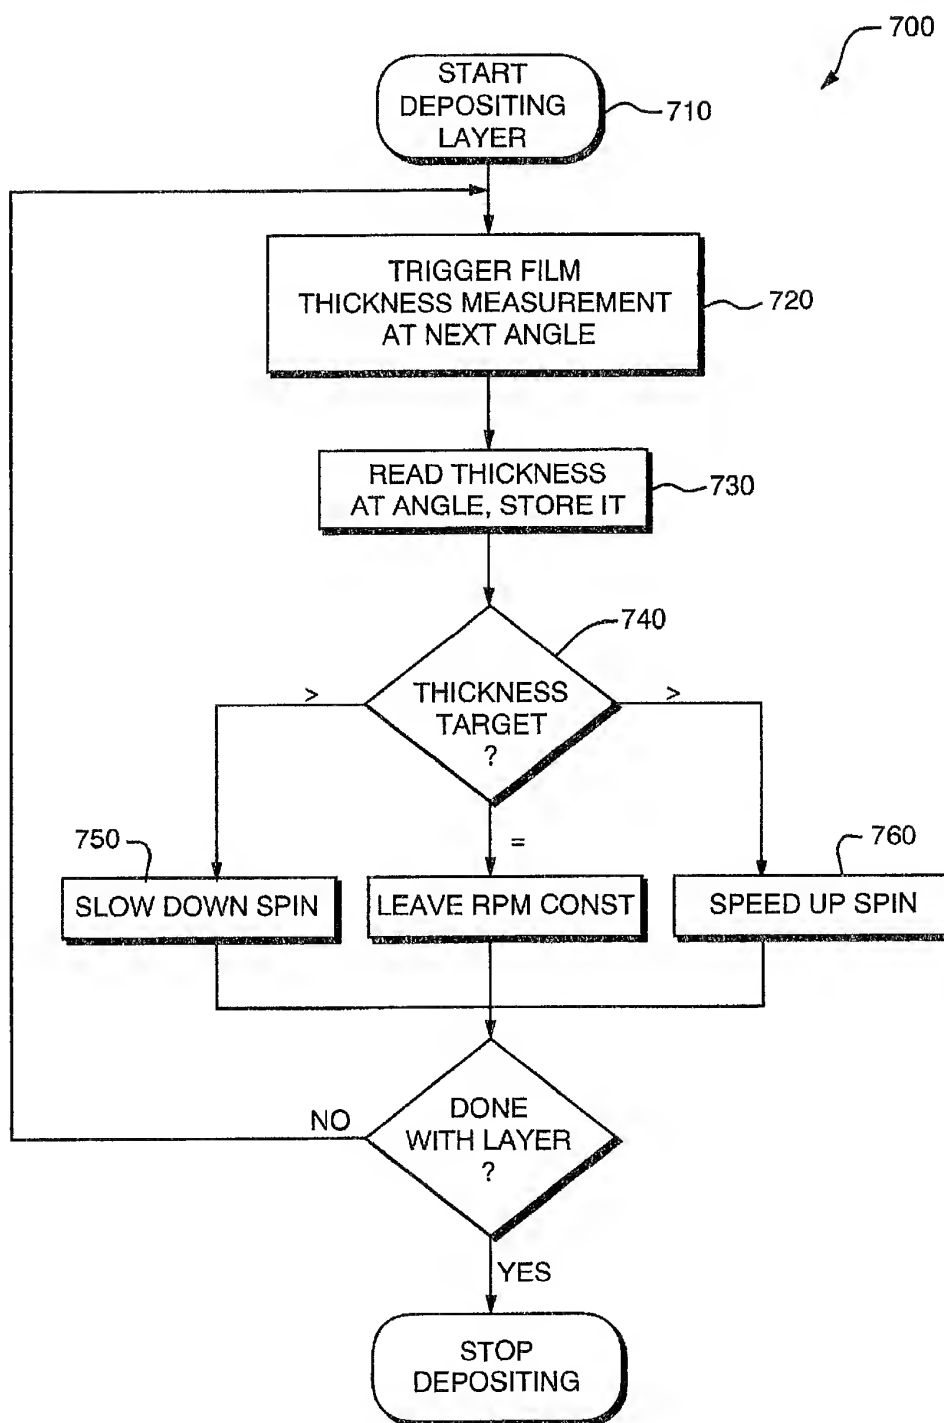 700
START
DEPOSITING
LAYER
710
TRIGGER FILM
THICKNESS MEASUREMENT
AT NEXT ANGLE
720
READ THICKNESS
AT ANGLE, STORE IT
730
740
THICKNESS
TARGET
?
>
>
=
750
760
SLOW DOWN SPIN
LEAVE RPM CONST
SPEED UP SPIN
NO
DONE
WITH LAYER
?
YES
STOP
DEPOSITING